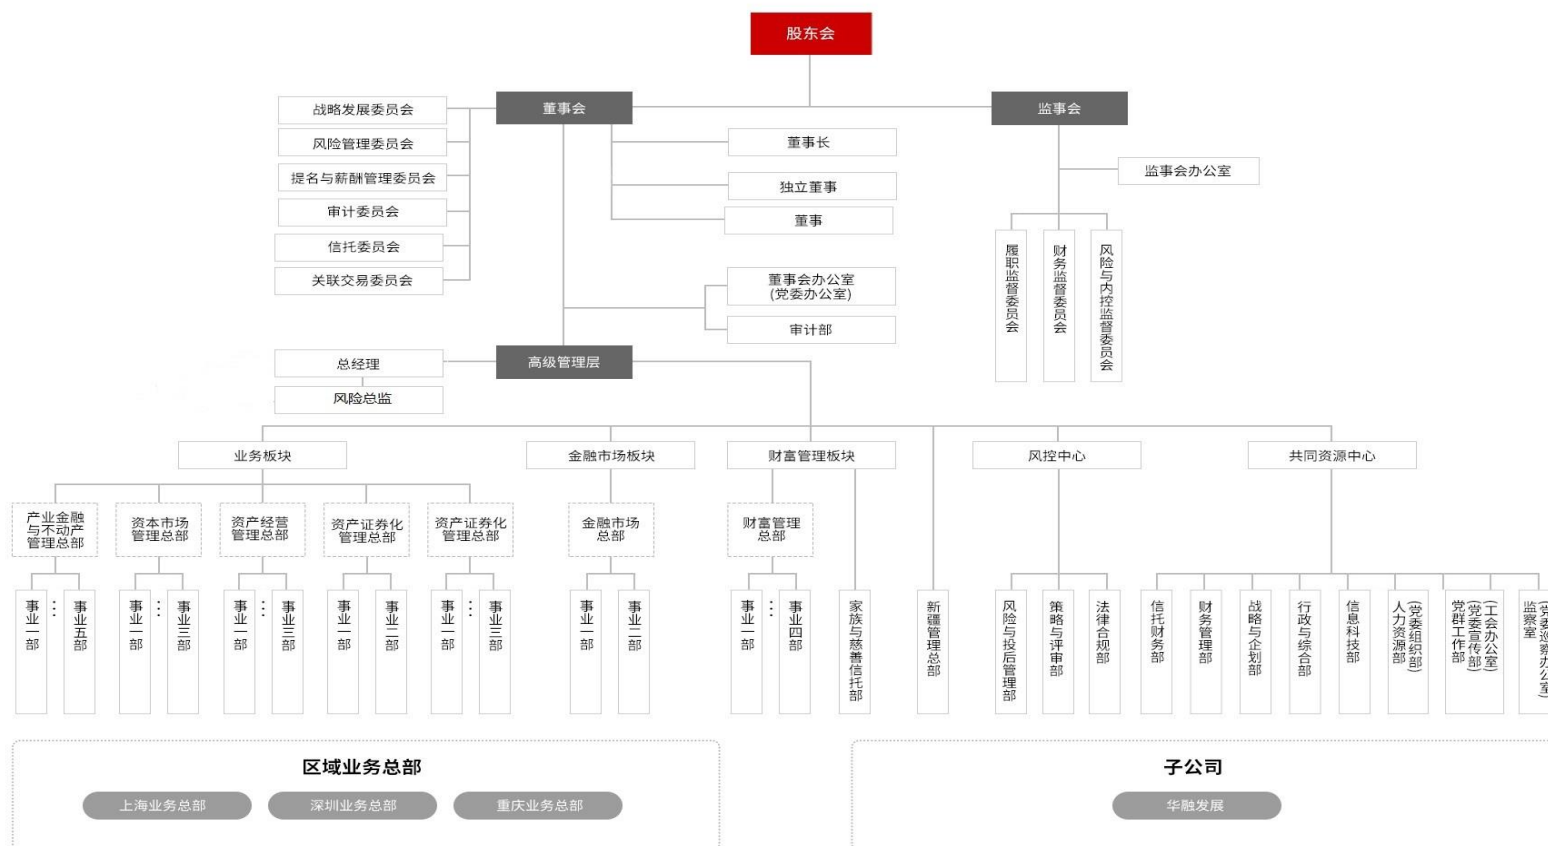 股东会
董事会
监事会
战略发展委员会
风险管理委员会
提名与薪酬管理委员会
审计委员会
信托委员会
关联交易委员会
董事长
独立董事
董事
监事会办公室
履职监督委员会
财务监督委员会
风险与内控监督委员会
董事会办公室
(党委办公室)
审计部
总经理
高级管理层
风险总监
业务板块
金融市场板块
财富管理板块
风控中心
共同资源中心
产业金融
与不动产
管理总部
资本市场
管理总部
资产经营
管理总部
资产证券化
管理总部
资产证券化
管理总部
金融市场
总部
财富管理
总部
事业一部
⋮
事业五部
事业一部
⋮
事业三部
事业一部
⋮
事业三部
事业一部
事业二部
事业一部
⋮
事业三部
事业一部
事业二部
事业一部
⋮
事业四部
家族与慈善信托部
新疆管理总部
风险与投后管理部
策略与评审部
法律合规部
信托财务部
财务管理部
战略与企划部
行政与综合部
信息科技部
人力资源部
(党委组织部)
党群工作部
(党委宣传部)
(工会办公室)
监察室
(党委巡察办公室)
区域业务总部
上海业务总部
深圳业务总部
重庆业务总部
子公司
华融发展